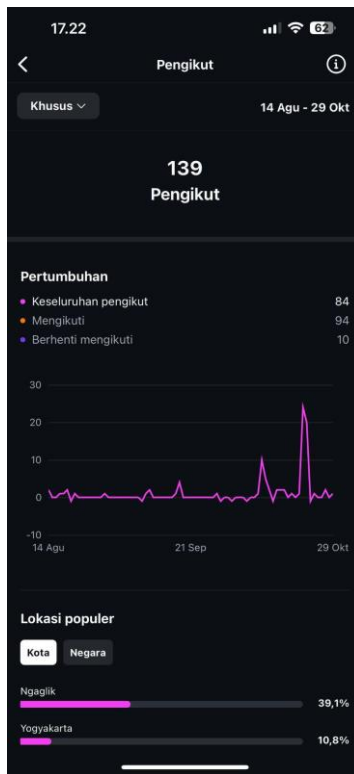 17.22
62
Pengikut
Khusus
14 Agu - 29 Okt
139
Pengikut
Pertumbuhan
Keseluruhan pengikut 84
Mengikuti 94
Berhenti mengikuti 10
30
20
10
0
-10
14 Agu 21 Sep 29 Okt
Lokasi populer
Kota Negara
Ngaglik
39,1%
Yogyakarta
10,8%